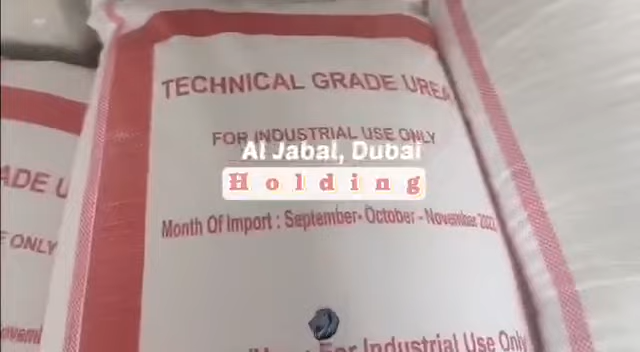 TECHNICAL GRADE UREA
FOR INDUSTRIAL USE ONLY
Al Jabal, Dubai
Holding
Month Of Import : September- October - November
For Industrial Use Only
ADE U
E ONLY